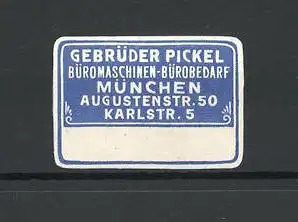 GEBRÜDER PICKEL
BÜROMASCHINEN-BÜROBEDARF
MÜNCHEN
AUGUSTENSTR. 50
KARLSTR. 5